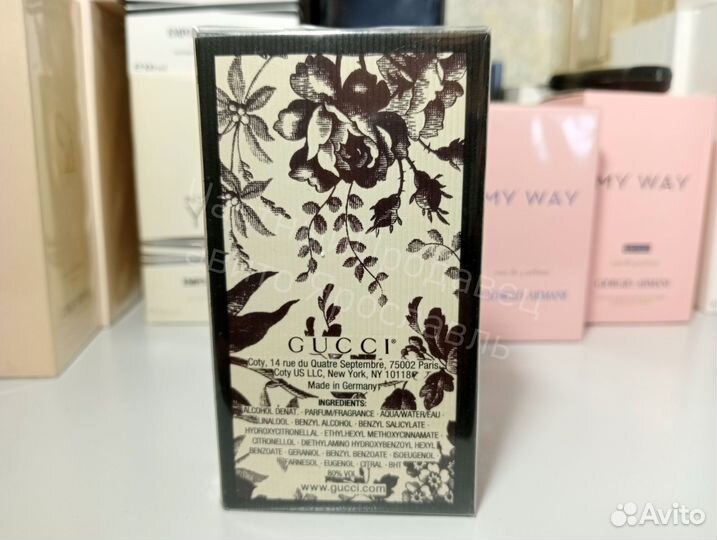 GUCCI®
Coty, 14 rue du Quatre Septembre, 75002 Paris
Coty US LLC, New York, NY 10118
Made in Germany
INGREDIENTS:
ALCOHOL DENAT. · PARFUM/FRAGRANCE · AQUA/WATER/EAU
LINALOOL · BENZYL ALCOHOL · BENZYL SALICYLATE ·
HYDROXYCITRONELLAL · ETHYLHEXYL METHOXYCINNAMATE ·
CITRONELLOL · DIETHYLAMINO HYDROXYBENZOYL HEXYL
BENZOATE · GERANIOL · BENZYL BENZOATE · ISOEUGENOL ·
FARNESOL · EUGENOL · CITRAL · BHT
80% VOL
www.gucci.com
MY WAY
GIORGIO ARMANI
MY WAY
GIORGIO ARMANI
продавец
авито Ярославль
Avito